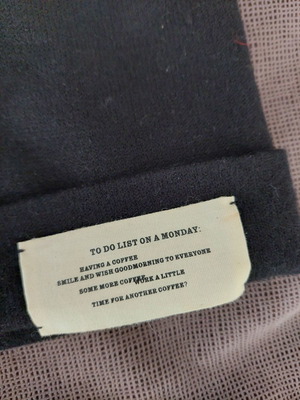 TO DO LIST ON A MONDAY:
HAVING A COFFEE
SMILE AND WISH GOODMORNING TO EVERYONE
SOME MORE COFFEE
WORK A LITTLE
TIME FOR ANOTHER COFFEE?